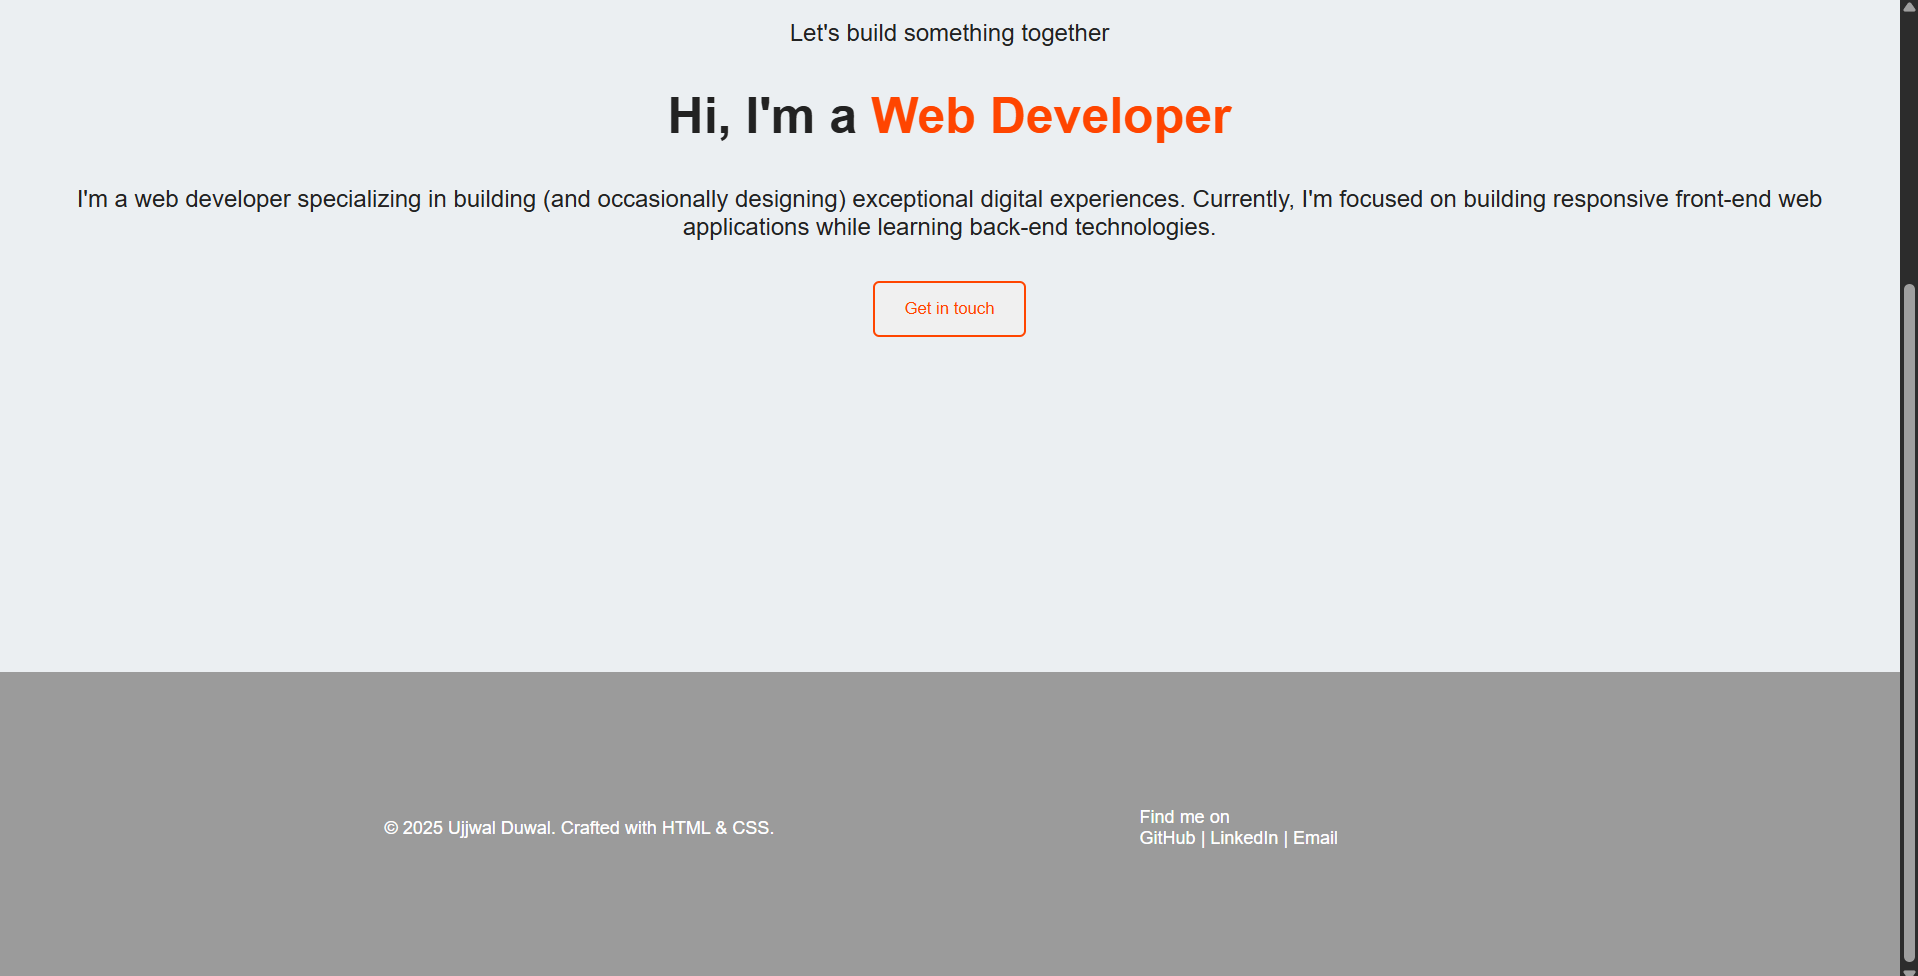 Let's build something together
Hi, I'm a Web Developer
I'm a web developer specializing in building (and occasionally designing) exceptional digital experiences. Currently, I'm focused on building responsive front-end web
applications while learning back-end technologies.
Get in touch
© 2025 Ujjwal Duwal. Crafted with HTML & CSS.
Find me on
GitHub | LinkedIn | Email